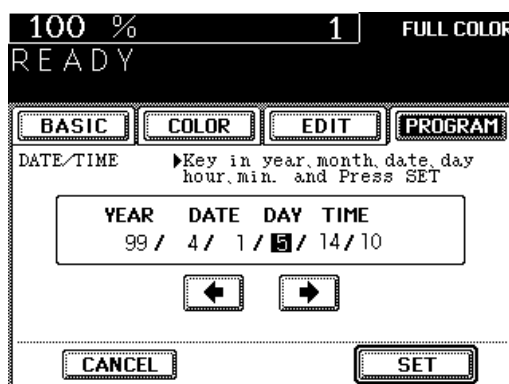 100 % 1 FULL COLOR
READY
BASIC COLOR EDIT PROGRAM
DATE/TIME ▶Key in year, month, date, day
hour, min. and Press SET
YEAR DATE DAY TIME
99 / 4 / 1 / 5 / 14 / 10
CANCEL SET